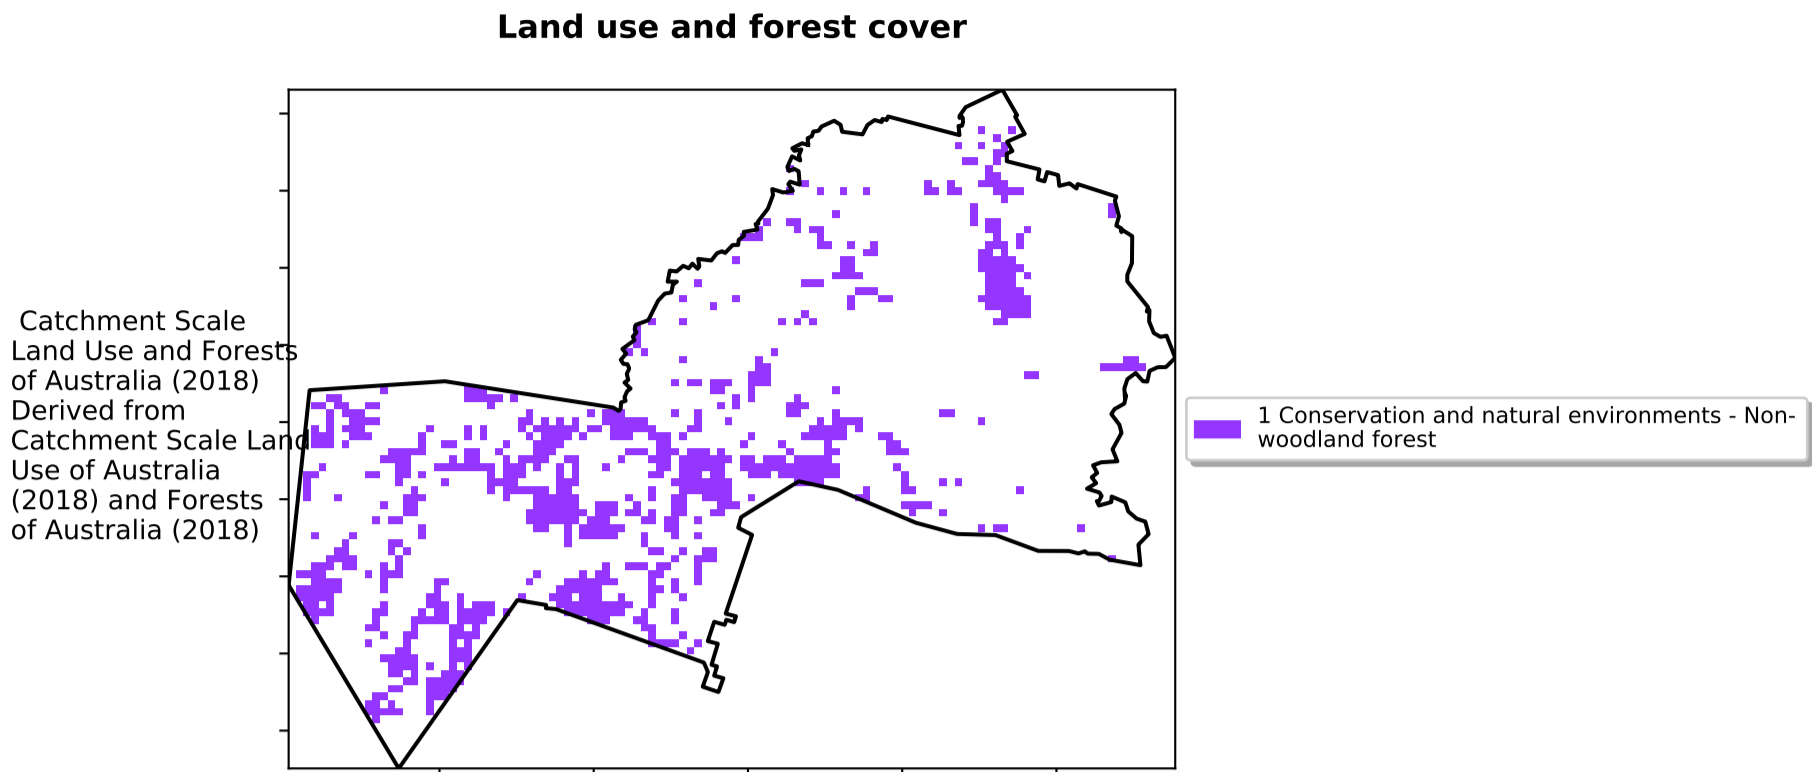 Land use and forest cover
Catchment Scale
Land Use and Forests
of Australia (2018)
Derived from
Catchment Scale Land
Use of Australia
(2018) and Forests
of Australia (2018)
1 Conservation and natural environments - Non-
woodland forest